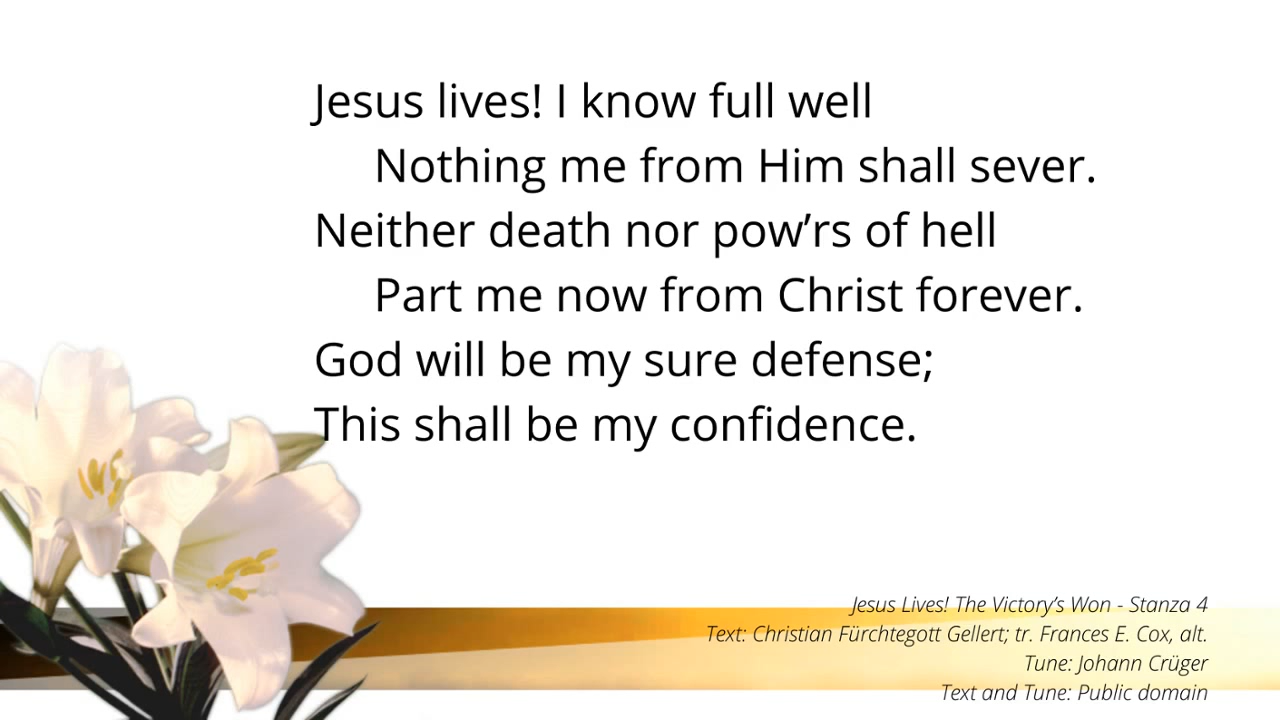 Jesus lives! I know full well
Nothing me from Him shall sever.
Neither death nor pow’rs of hell
Part me now from Christ forever.
God will be my sure defense;
This shall be my confidence.
Jesus Lives! The Victory’s Won - Stanza 4
Text: Christian Fürchtegott Gellert; tr. Frances E. Cox, alt.
Tune: Johann Crüger
Text and Tune: Public domain